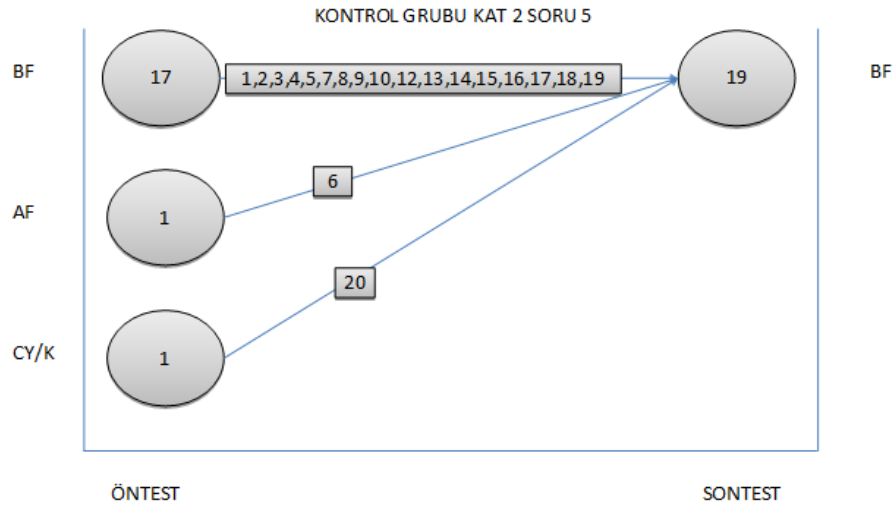 KONTROL GRUBU KAT 2 SORU 5
BF 17 1,2,3,4,5,7,8,9,10,12,13,14,15,16,17,18,19 19 BF
6
AF 1
20
CY/K 1
ÖNTEST SONTEST